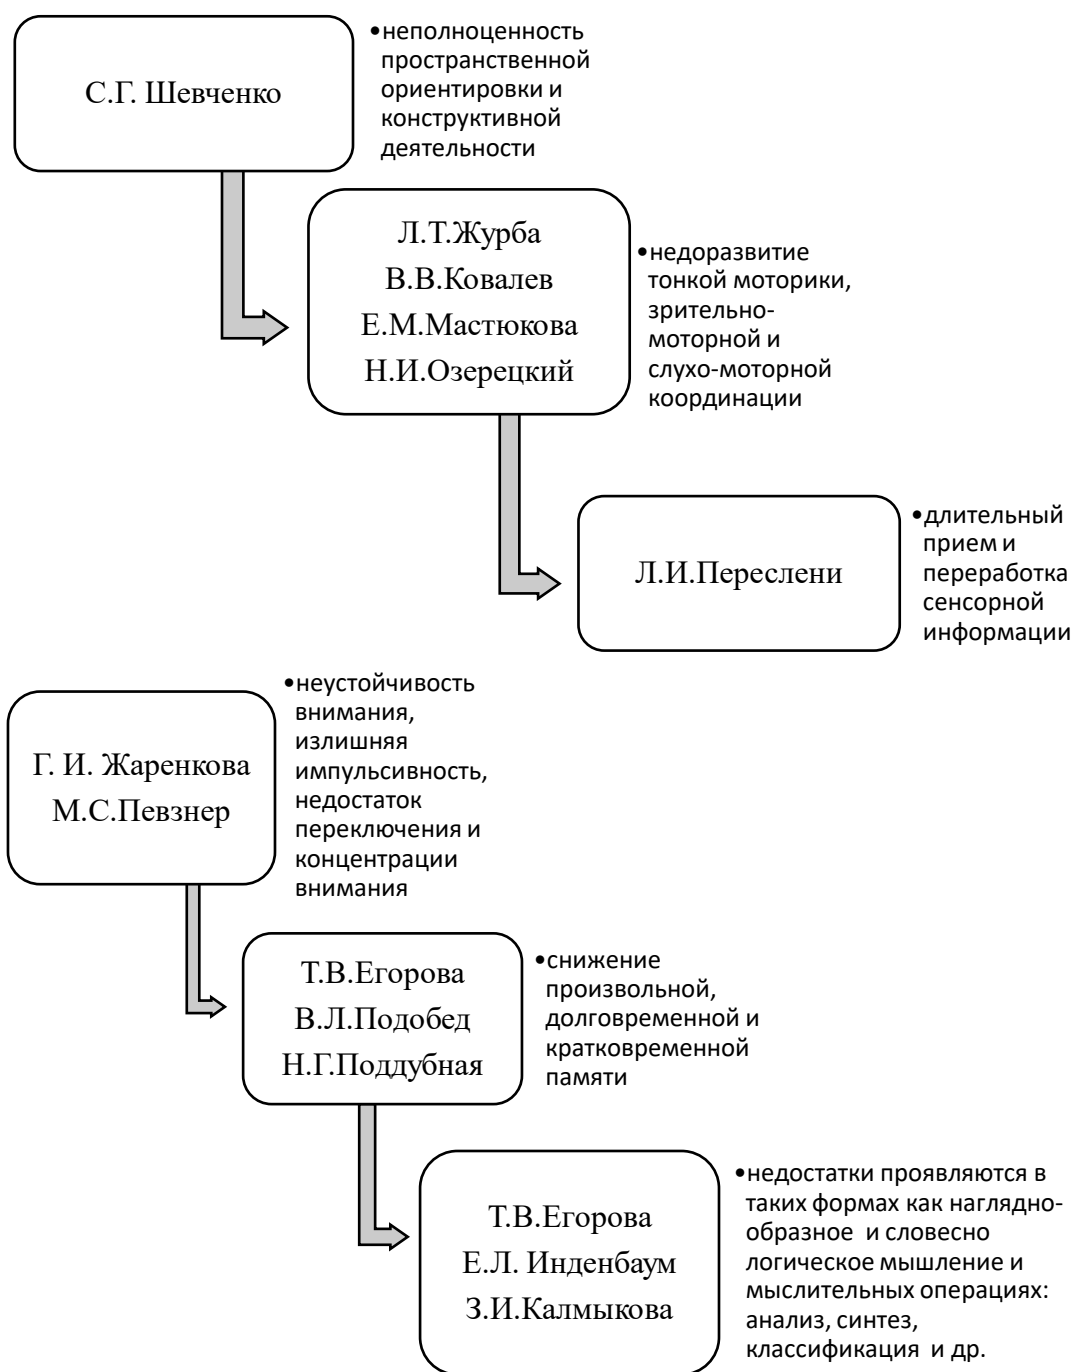 С.Г. Шевченко
•неполноценность
пространственной
ориентировки и
конструктивной
деятельности
Л.Т.Журба
В.В.Ковалев
Е.М.Мастюкова
Н.И.Озерецкий
•недоразвитие
тонкой моторики,
зрительно-
моторной и
слухо-моторной
координации
Л.И.Переслени
•длительный
прием и
переработка
сенсорной
информации
Г. И. Жаренкова
М.С.Певзнер
•неустойчивость
внимания,
излишняя
импульсивность,
недостаток
переключения и
концентрации
внимания
Т.В.Егорова
В.Л.Подобед
Н.Г.Поддубная
•снижение
произвольной,
долговременной и
кратковременной
памяти
Т.В.Егорова
Е.Л. Инденбаум
З.И.Калмыкова
•недостатки проявляются в
таких формах как наглядно-
образное и словесно
логическое мышление и
мыслительных операциях:
анализ, синтез,
классификация и др.